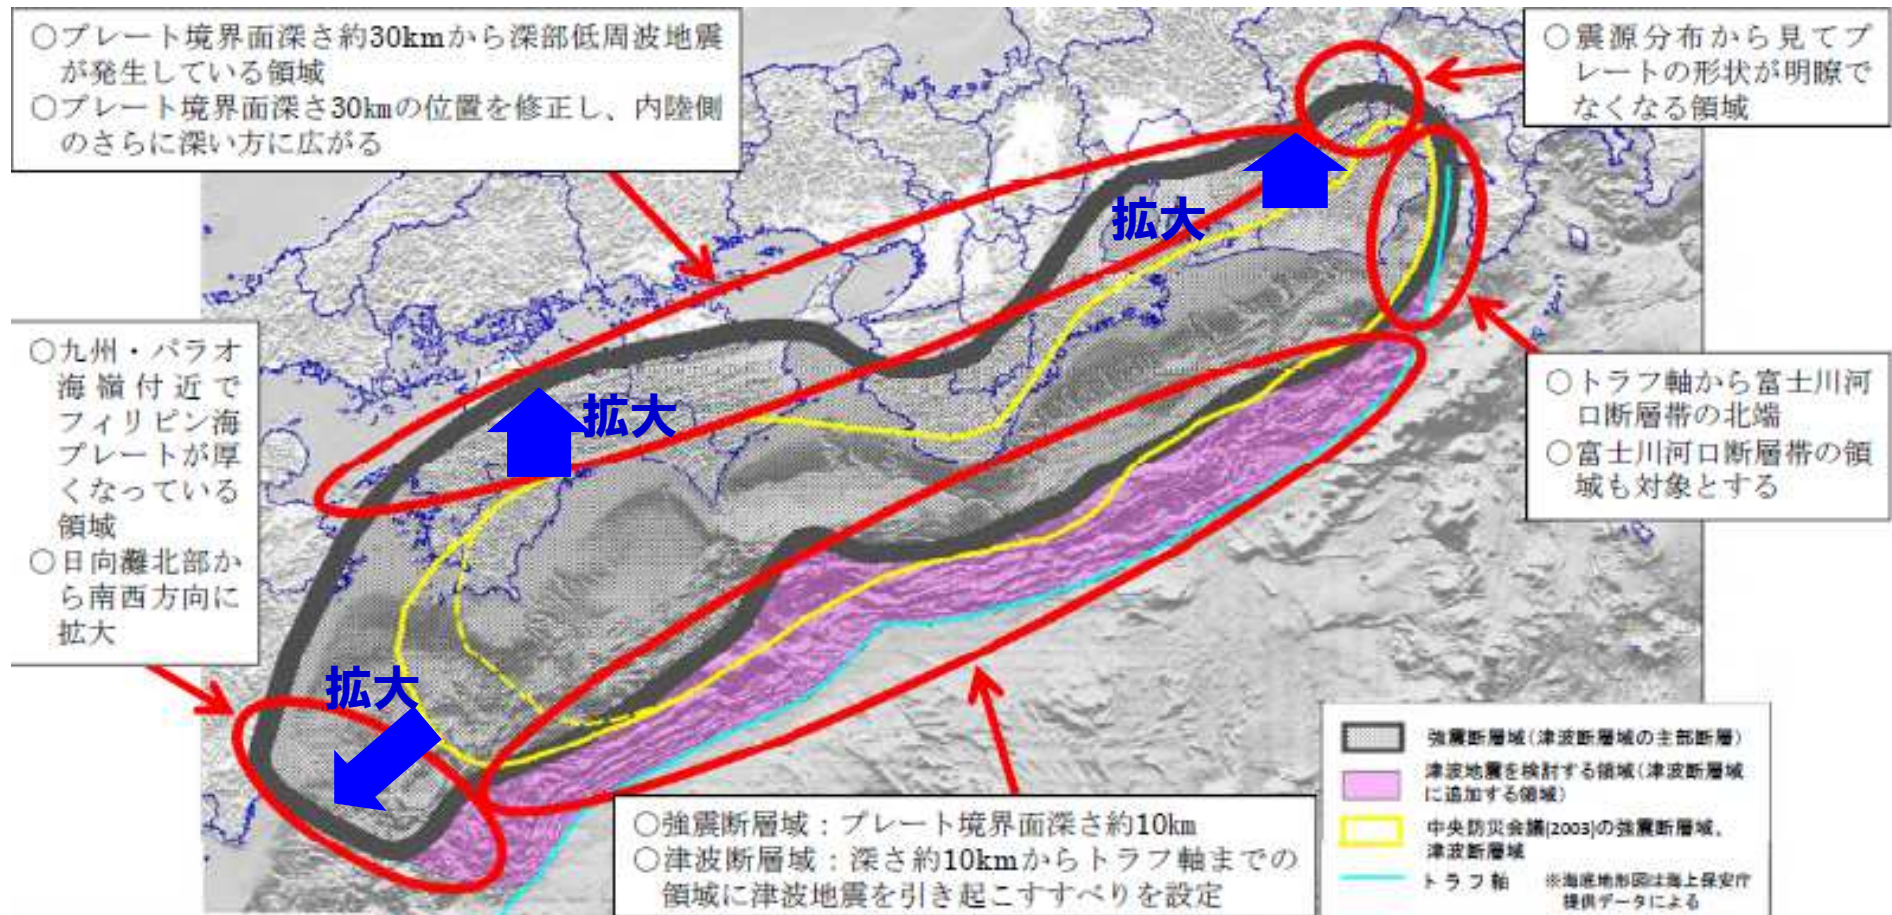 ○プレート境界面深さ約30kmから深部低周波地震
が発生している領域
○プレート境界面深さ30㎞の位置を修正し、内陸側
のさらに深い方に広がる
○震源分布から見てプ
レートの形状が明瞭で
なくなる領域
拡大
○九州・パラオ
海嶺付近で
フィリピン海
プレートが厚
くなっている
領域
○日向灘北部か
ら南西方向に
拡大
拡大
○トラフ軸から富士川河
口断層帯の北端
○富士川河口断層帯の領
域も対象とする
拡大
○強震断層域：プレート境界面深さ約10㎞
○津波断層域：深さ約10kmからトラフ軸までの
領域に津波地震を引き起こすすべりを設定
強震断層域(津波断層域の主部断層)
津波地震を検討する領域(津波断層域
に追加する領域)
中央防災会議(2003)の強震断層域、
津波断層域
トラフ軸
※海底地形図は海上保安庁
提供データによる